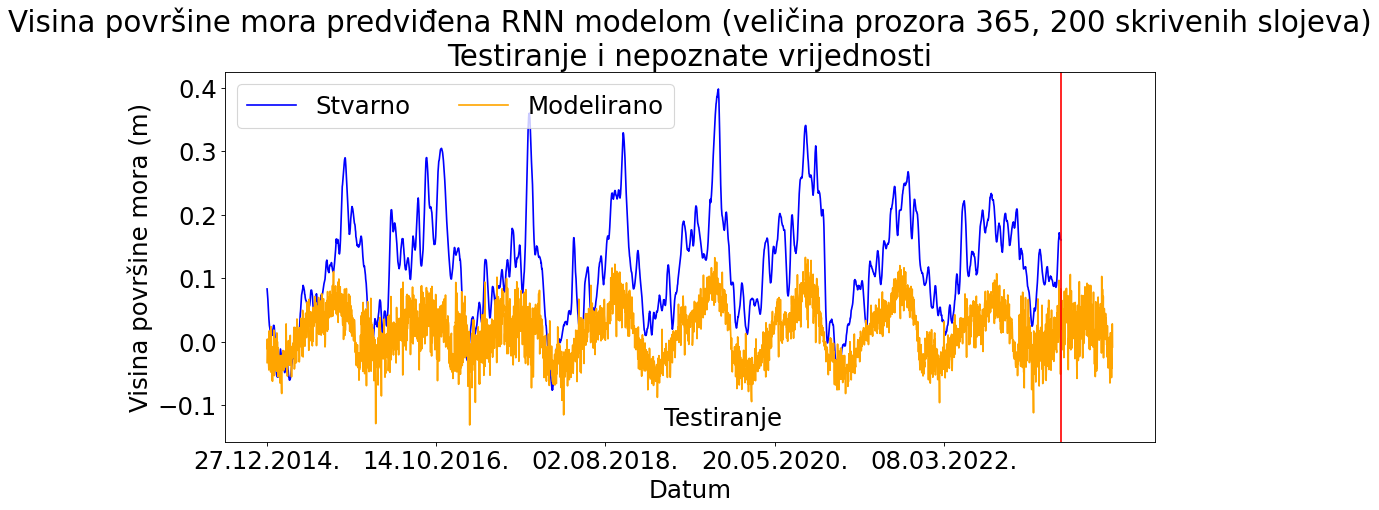 Visina površine mora predviđena RNN modelom (veličina prozora 365, 200 skrivenih slojeva)
Testiranje i nepoznate vrijednosti
Stvarno Modelirano
Visina površine mora (m)
0.4
0.3
0.2
0.1
0.0
−0.1
Testiranje
27.12.2014. 14.10.2016. 02.08.2018. 20.05.2020. 08.03.2022.
Datum